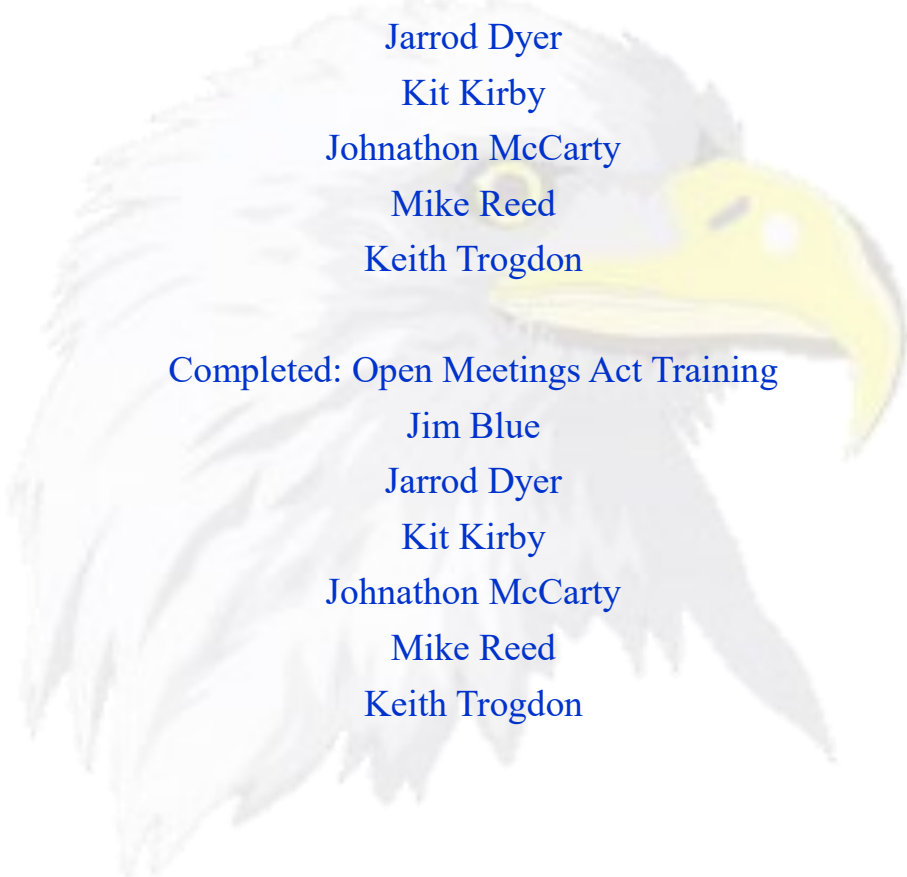 Jarrod Dyer
Kit Kirby
Johnathon McCarty
Mike Reed
Keith Trogdon
Completed: Open Meetings Act Training
Jim Blue
Jarrod Dyer
Kit Kirby
Johnathon McCarty
Mike Reed
Keith Trogdon